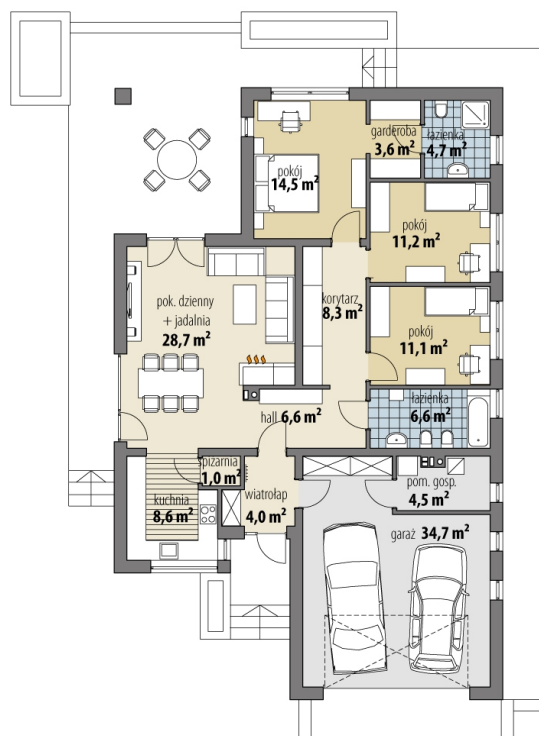 garderoba
3,6 m²
łazienka
4,7 m²
pokój
14,5 m²
pokój
11,2 m²
pok. dzienny
+ jadalnia
28,7 m²
korytarz
8,3 m²
pokój
11,1 m²
łazienka
6,6 m²
hall 6,6 m²
spiżarnia
1,0 m²
kuchnia
8,6 m²
wiatrołap
4,0 m²
pom. gosp.
4,5 m²
garaż 34,7 m²